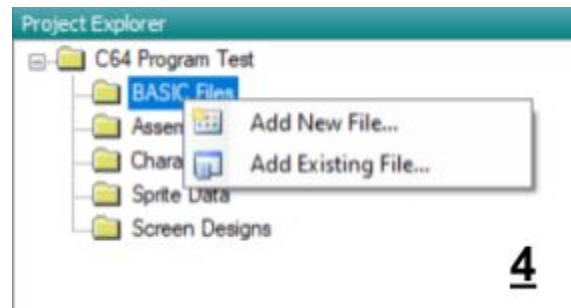 Project Explorer
C64 Program Test
BASIC Files
Add New File...
Add Existing File...
Sprite Data
Screen Designs
4